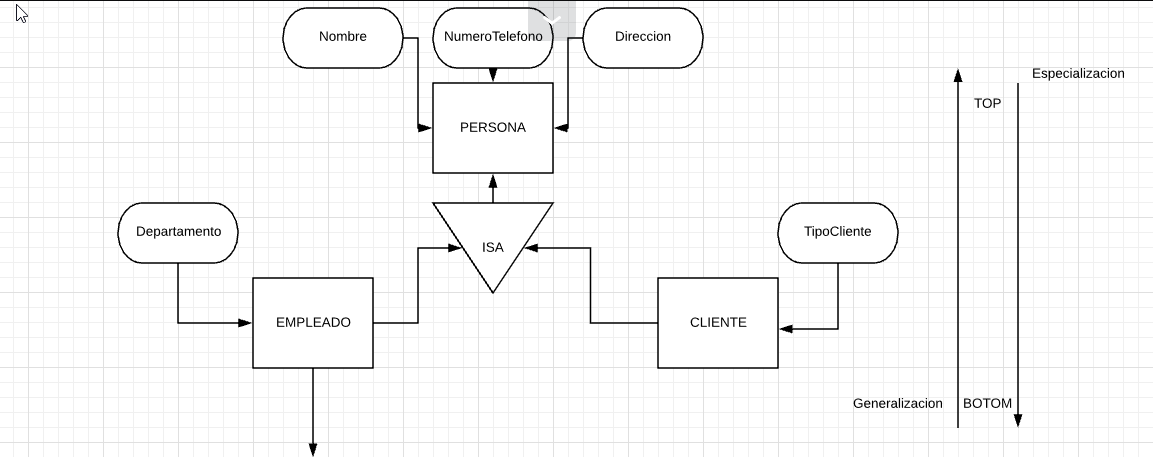 Nombre
NumeroTelefono
Direccion
Especializacion
TOP
PERSONA
Departamento
ISA
TipoCliente
EMPLEADO
CLIENTE
Generalizacion
BOTOM